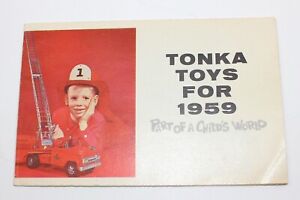 TONKA
TOYS
FOR
1959
PART OF A CHILD'S WORLD
1